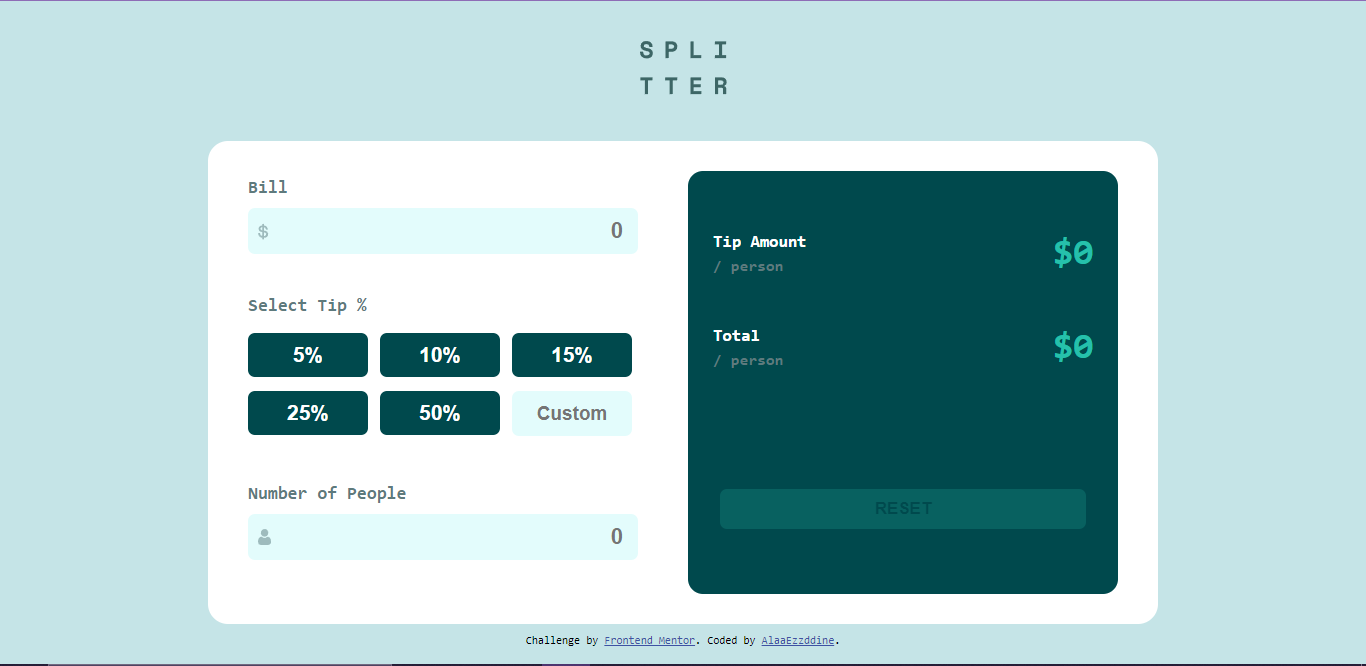 SPLI
TTER
Bill
$ 0
Select Tip %
5% 10% 15%
25% 50% Custom
Number of People
0
Tip Amount
/ person
$0
Total
/ person
$0
RESET
Challenge by Frontend Mentor. Coded by AlaaEzzddine.